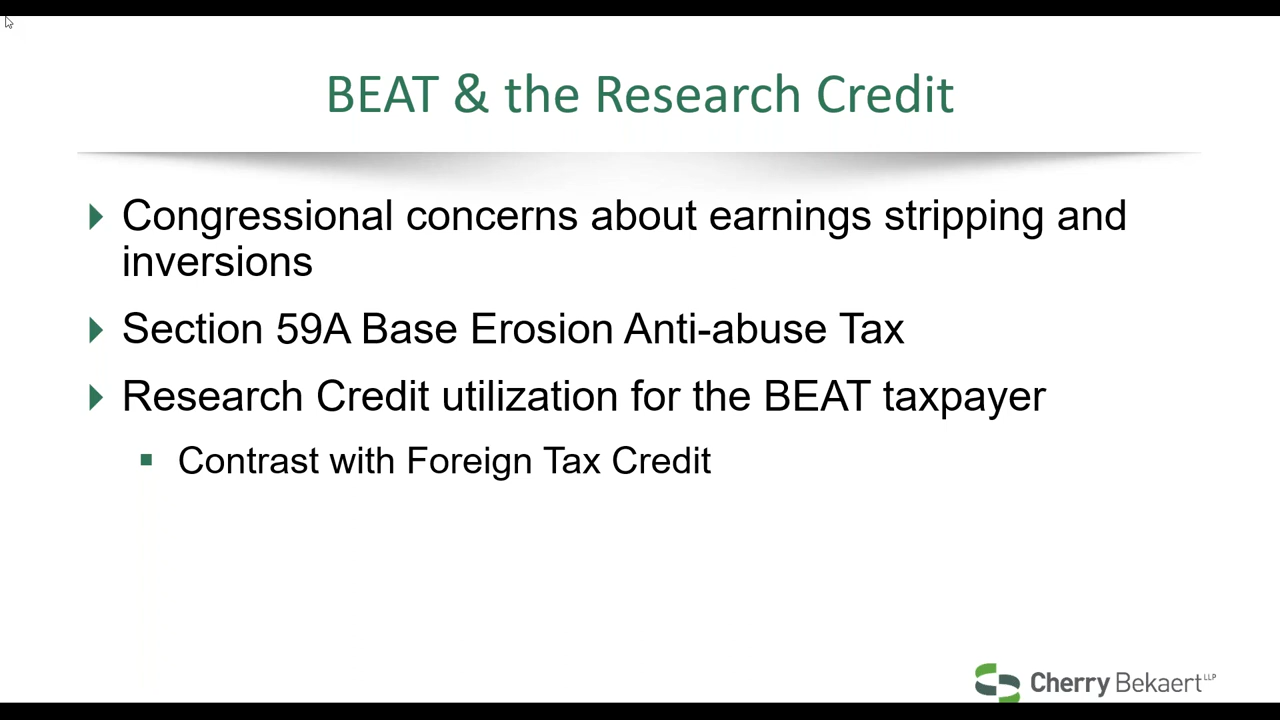 BEAT & the Research Credit
Congressional concerns about earnings stripping and
inversions
Section 59A Base Erosion Anti-abuse Tax
Research Credit utilization for the BEAT taxpayer
Contrast with Foreign Tax Credit
Cherry Bekaert LLP